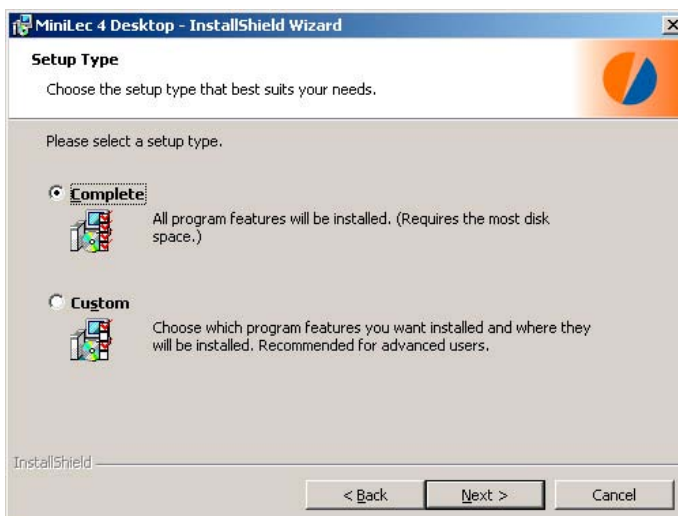 MiniLec 4 Desktop - InstallShield Wizard
Setup Type
Choose the setup type that best suits your needs.
Please select a setup type.
Complete
All program features will be installed. (Requires the most disk
space.)
Custom
Choose which program features you want installed and where they
will be installed. Recommended for advanced users.
InstallShield
< Back
Next >
Cancel